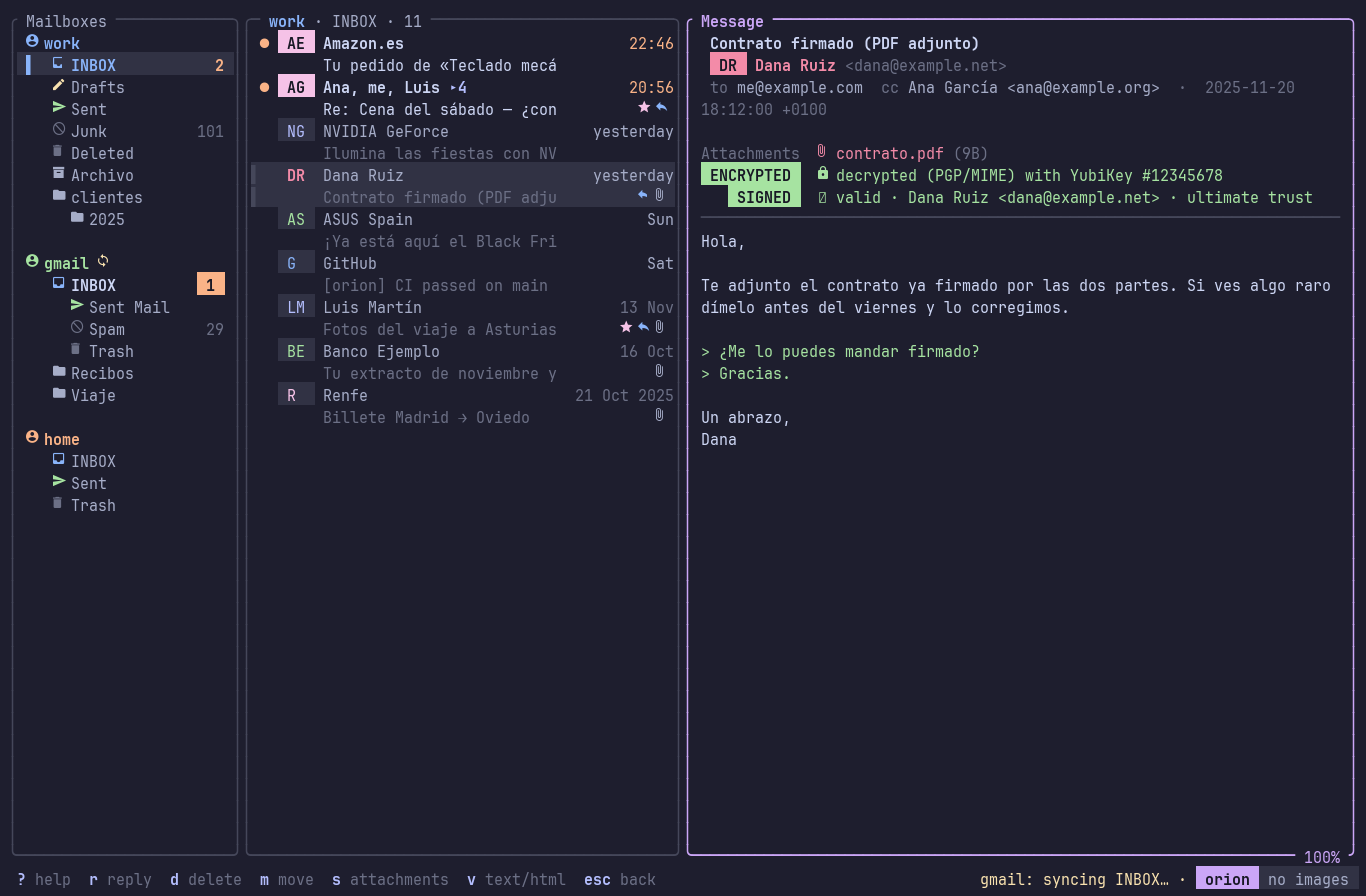 Mailboxes
work
INBOX 2
Drafts
Sent
Junk 101
Deleted
Archivo
clientes
2025
gmail
INBOX 1
Sent Mail
Spam 29
Trash
Recibos
Viaje
home
INBOX
Sent
Trash
work · INBOX · 11
AE Amazon.es 22:46
Tu pedido de «Teclado mecá
AG Ana, me, Luis ▸4 20:56
Re: Cena del sábado — ¿con
NG NVIDIA GeForce yesterday
Ilumina las fiestas con NV
DR Dana Ruiz yesterday
Contrato firmado (PDF adju
AS ASUS Spain Sun
¡Ya está aquí el Black Fri
G GitHub Sat
[orion] CI passed on main
LM Luis Martín 13 Nov
Fotos del viaje a Asturias
BE Banco Ejemplo 16 Oct
Tu extracto de noviembre y
R Renfe 21 Oct 2025
Billete Madrid → Oviedo
Message
Contrato firmado (PDF adjunto)
DR Dana Ruiz <dana@example.net>
to me@example.com cc Ana García <ana@example.org> · 2025-11-20
18:12:00 +0100
Attachments contrato.pdf (9B)
ENCRYPTED decrypted (PGP/MIME) with YubiKey #12345678
SIGNED valid · Dana Ruiz <dana@example.net> · ultimate trust
Hola,
Te adjunto el contrato ya firmado por las dos partes. Si ves algo raro
dímelo antes del viernes y lo corregimos.
> ¿Me lo puedes mandar firmado?
> Gracias.
Un abrazo,
Dana
100%
? help r reply d delete m move s attachments v text/html esc back
gmail: syncing INBOX… · orion no images